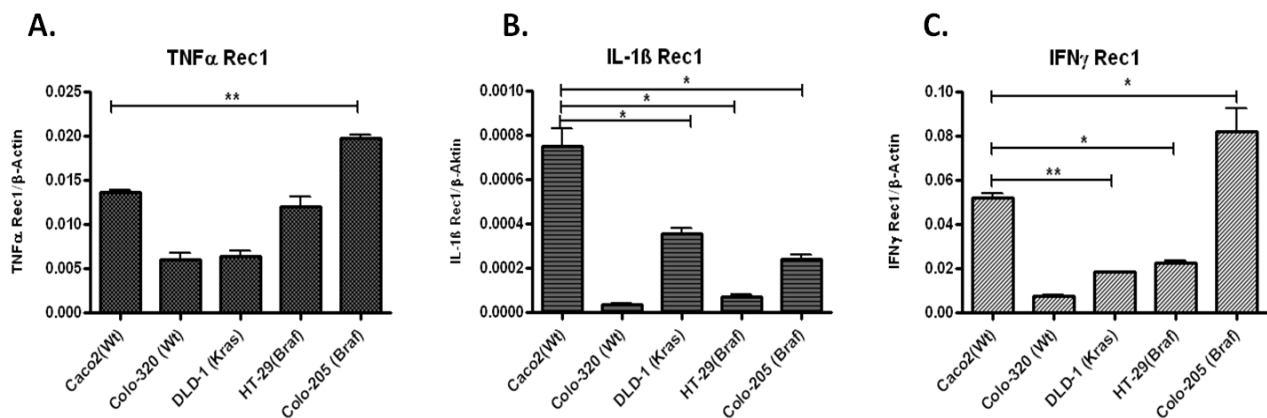 A.
TNFα Rec1
TNFα Rec1/β-Actin
0.025
0.020
0.015
0.010
0.005
0.000
**
Caco2(Wt)
Colo-320 (Wt)
DLD-1 (Kras)
HT-29(Braf)
Colo-205 (Braf)
B.
IL-1ß Rec1
IL-1ß Rec1/β-Aktin
0.0010
0.0008
0.0006
0.0004
0.0002
0.0000
*
*
*
Caco2(Wt)
Colo-320 (Wt)
DLD-1 (Kras)
HT-29(Braf)
Colo-205 (Braf)
C.
IFNγ Rec1
IFNγ Rec1/β-Actin
0.10
0.08
0.06
0.04
0.02
0.00
*
*
**
Caco2(Wt)
Colo-320 (Wt)
DLD-1 (Kras)
HT-29(Braf)
Colo-205 (Braf)